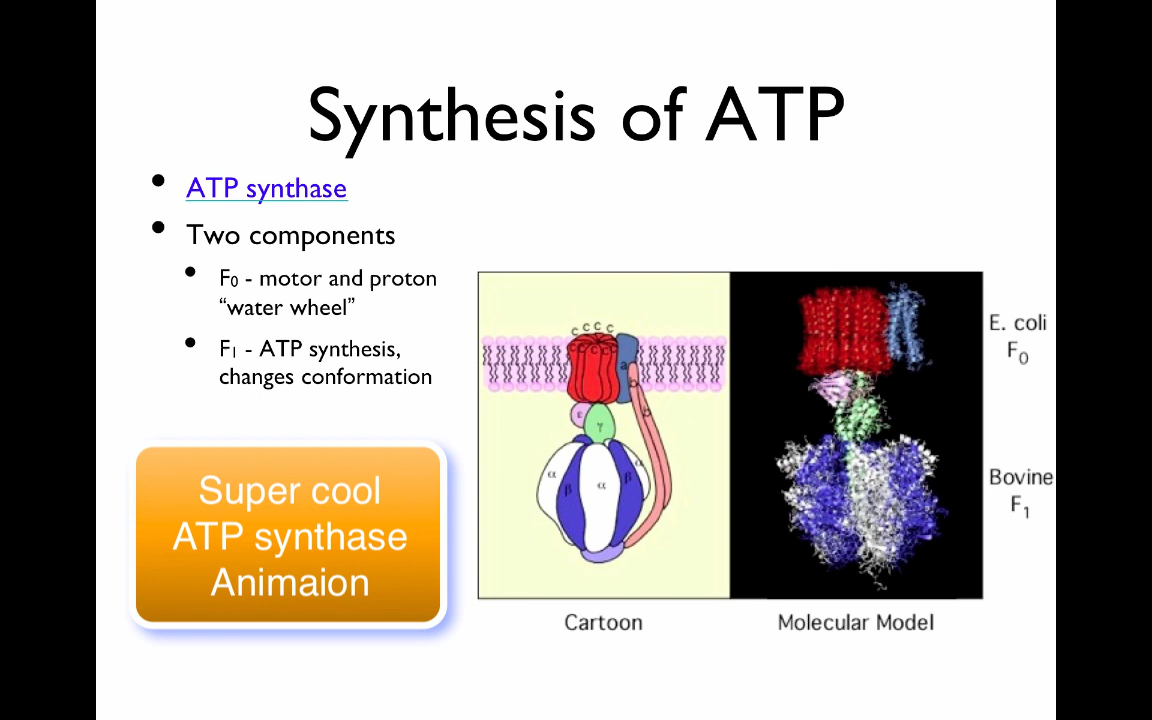 Synthesis of ATP
• ATP synthase
• Two components
• F0 - motor and proton
“water wheel”
• F1 - ATP synthesis,
changes conformation
Super cool
ATP synthase
Animaion
c c c c
c c c c
a
b
b
ε
γ
α
β
α
β
α
Cartoon
Molecular Model
E. coli
F0
Bovine
F1